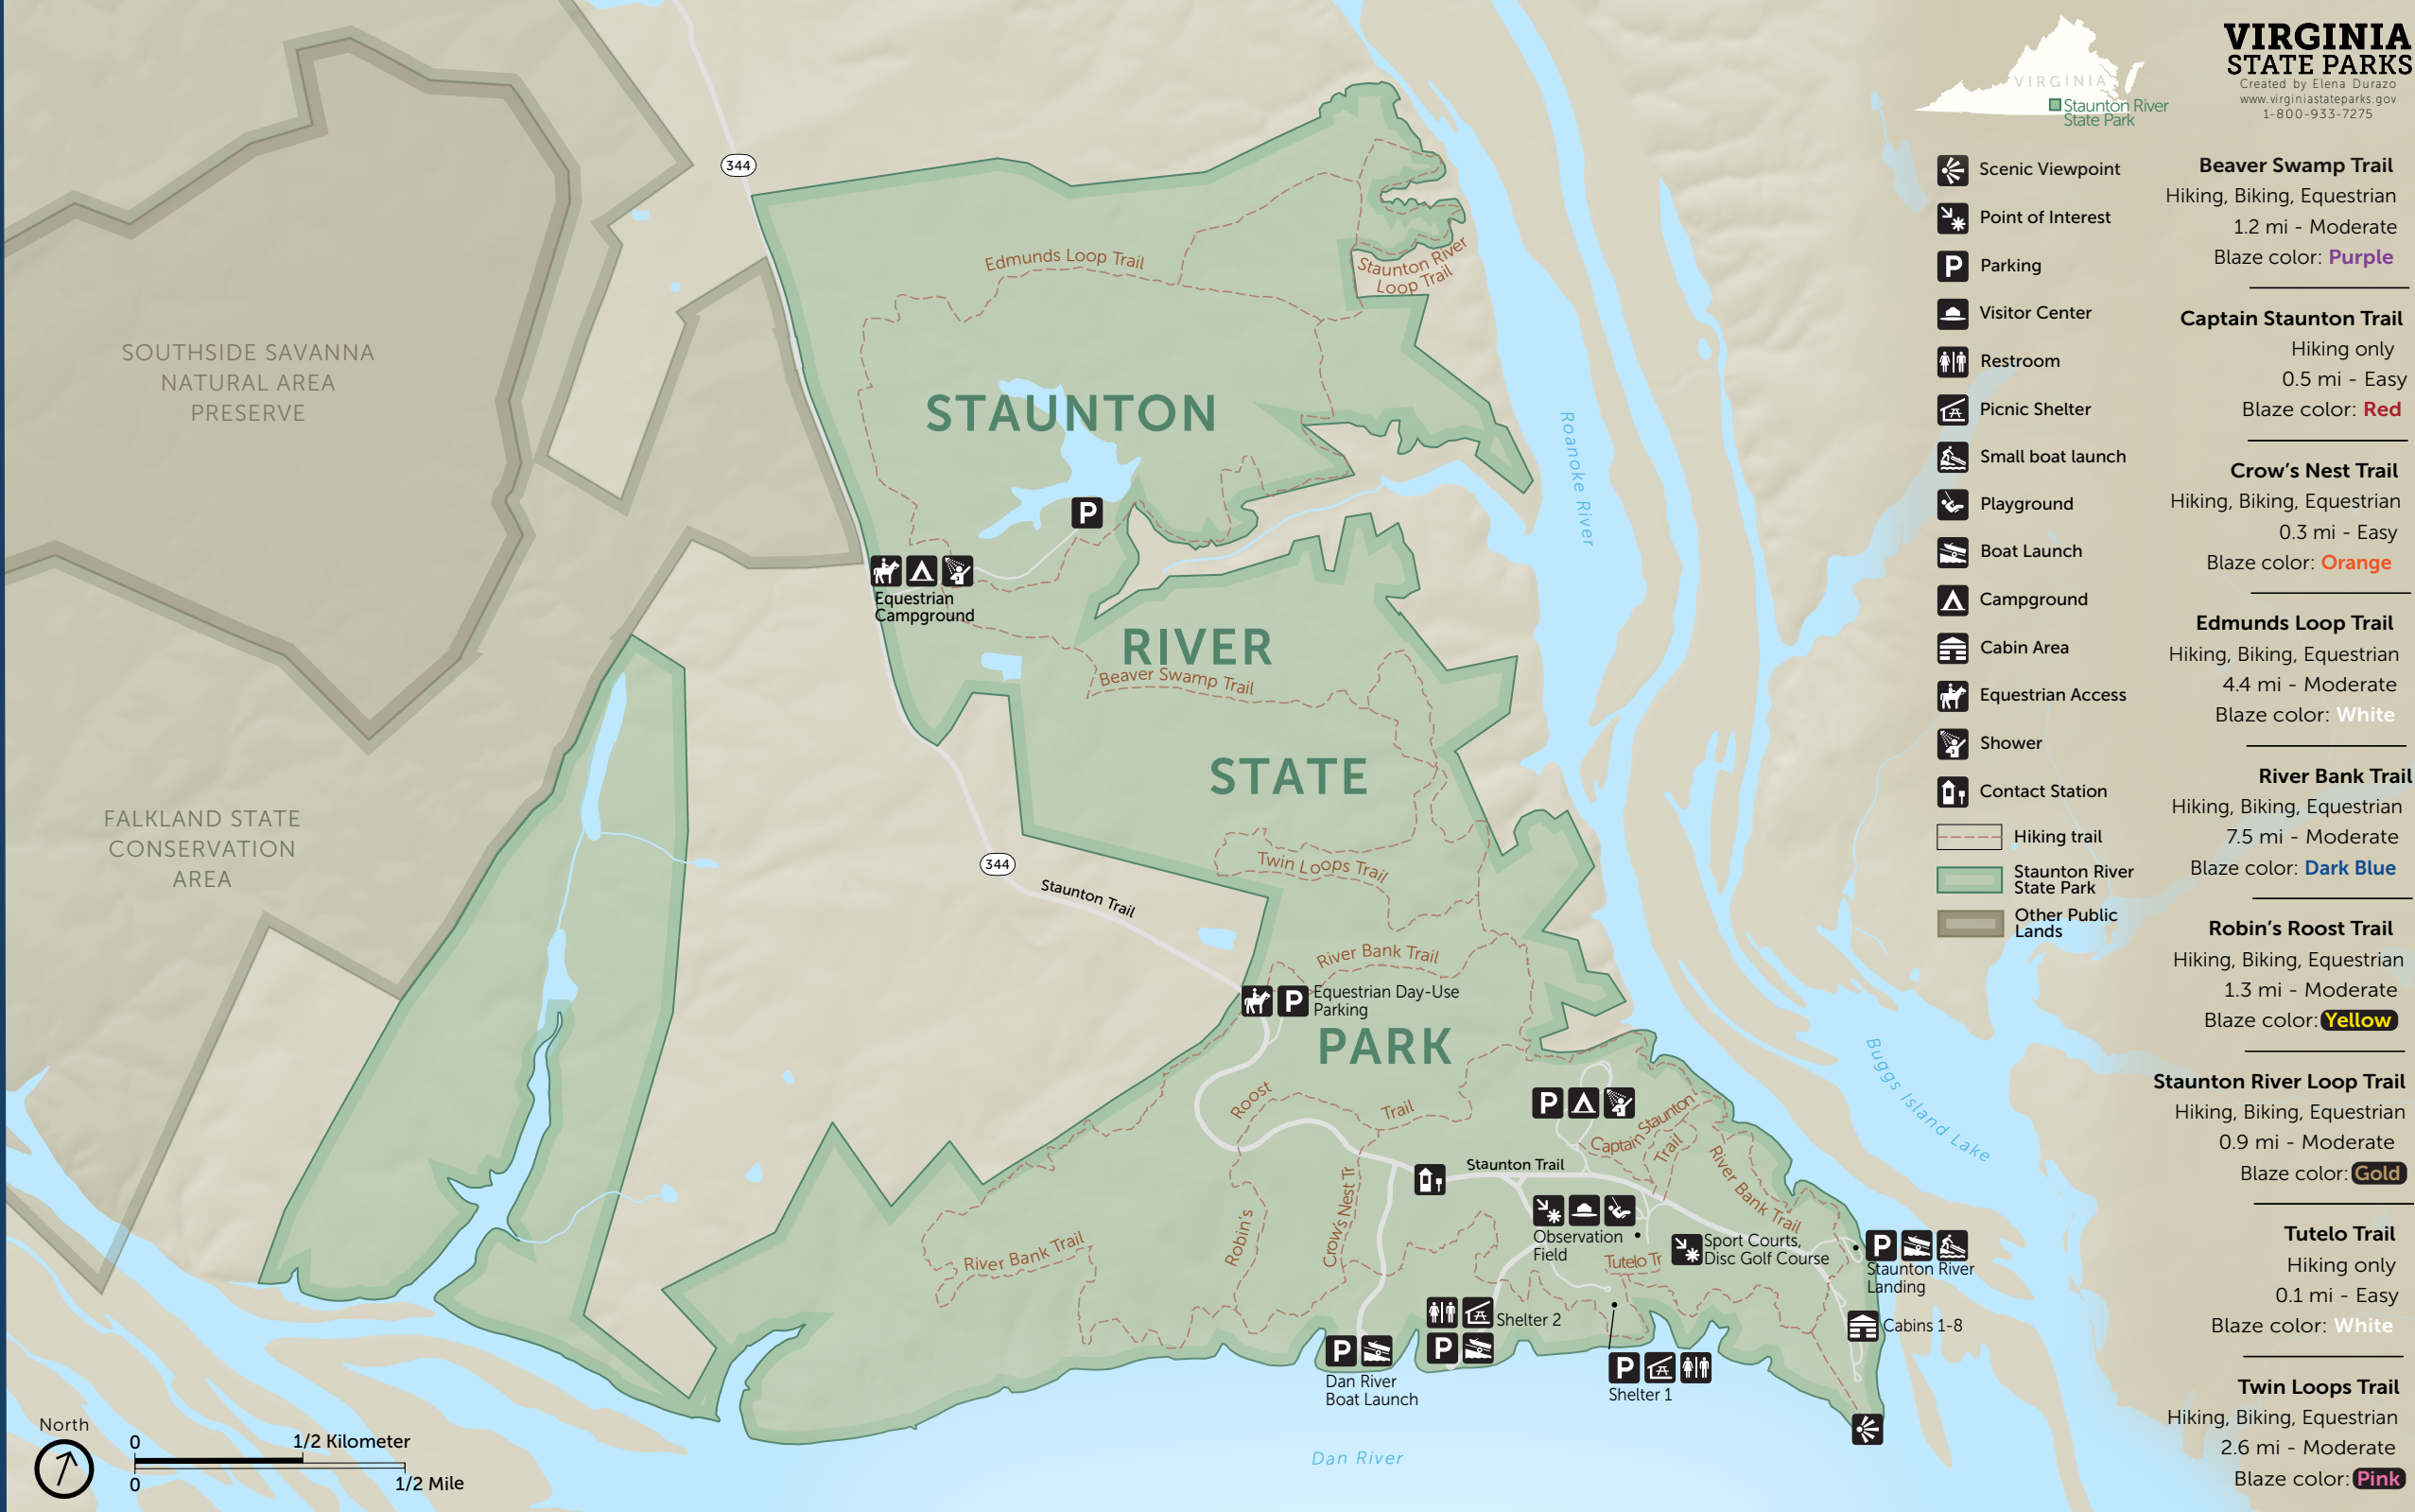 VIRGINIA
STATE PARKS
Created by Elena Durazo
www.virginiastateparks.gov
1-800-933-7275
VIRGINIA
Staunton River
State Park
Scenic Viewpoint
Point of Interest
P Parking
Visitor Center
Restroom
Picnic Shelter
Small boat launch
Playground
Boat Launch
Campground
Cabin Area
Equestrian Access
Shower
Contact Station
Hiking trail
Staunton River
State Park
Other Public
Lands
Beaver Swamp Trail
Hiking, Biking, Equestrian
1.2 mi - Moderate
Blaze color: Purple
Captain Staunton Trail
Hiking only
0.5 mi - Easy
Blaze color: Red
Crow's Nest Trail
Hiking, Biking, Equestrian
0.3 mi - Easy
Blaze color: Orange
Edmunds Loop Trail
Hiking, Biking, Equestrian
4.4 mi - Moderate
Blaze color: White
River Bank Trail
Hiking, Biking, Equestrian
7.5 mi - Moderate
Blaze color: Dark Blue
Robin's Roost Trail
Hiking, Biking, Equestrian
1.3 mi - Moderate
Blaze color: Yellow
Staunton River Loop Trail
Hiking, Biking, Equestrian
0.9 mi - Moderate
Blaze color: Gold
Tutelo Trail
Hiking only
0.1 mi - Easy
Blaze color: White
Twin Loops Trail
Hiking, Biking, Equestrian
2.6 mi - Moderate
Blaze color: Pink
344
Edmunds Loop Trail
Staunton River
Loop Trail
SOUTHSIDE SAVANNA
NATURAL AREA
PRESERVE
STAUNTON
Roanoke River
P
Equestrian
Campground
RIVER
Beaver Swamp Trail
STATE
FALKLAND STATE
CONSERVATION
AREA
344
Staunton Trail
Twin Loops Trail
River Bank Trail
P
Equestrian Day-Use
Parking
PARK
Buggs Island Lake
Roost
Trail
P
Captain Staunton
Trail
Staunton Trail
River Bank Trail
Crow's Nest Tr
Robin's
River Bank Trail
Observation
Field
Sport Courts,
Disc Golf Course
Tutelo Tr
P
Staunton River
Landing
Shelter 2
P
Cabins 1-8
P
Dan River
Boat Launch
P
Shelter 1
Dan River
North
0
1/2 Kilometer
0
1/2 Mile